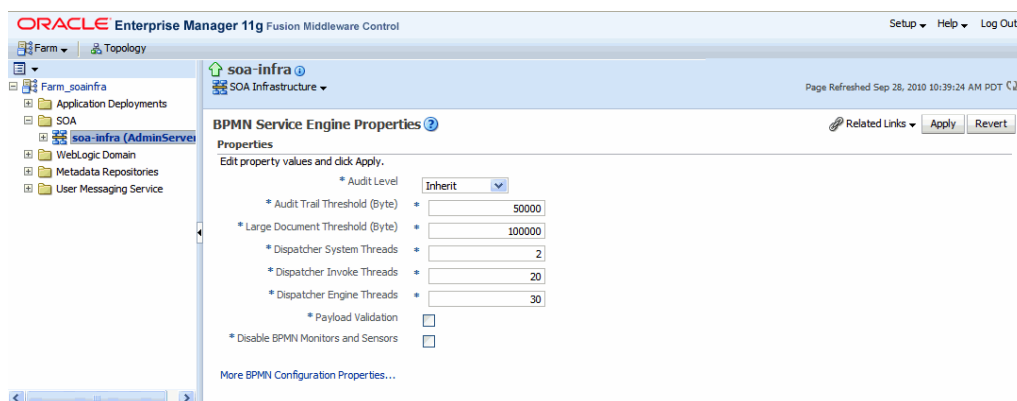 ORACLE Enterprise Manager 11g Fusion Middleware Control
Setup Help Log Out
Farm Topology
Farm_soainfra
Application Deployments
SOA
soa-infra (AdminServer
WebLogic Domain
Metadata Repositories
User Messaging Service
soa-infra
SOA Infrastructure
Page Refreshed Sep 28, 2010 10:39:24 AM PDT
BPMN Service Engine Properties
Related Links Apply Revert
Properties
Edit property values and click Apply.
* Audit Level Inherit
* Audit Trail Threshold (Byte) * 50000
* Large Document Threshold (Byte) * 100000
* Dispatcher System Threads * 2
* Dispatcher Invoke Threads * 20
* Dispatcher Engine Threads * 30
* Payload Validation
* Disable BPMN Monitors and Sensors
More BPMN Configuration Properties...